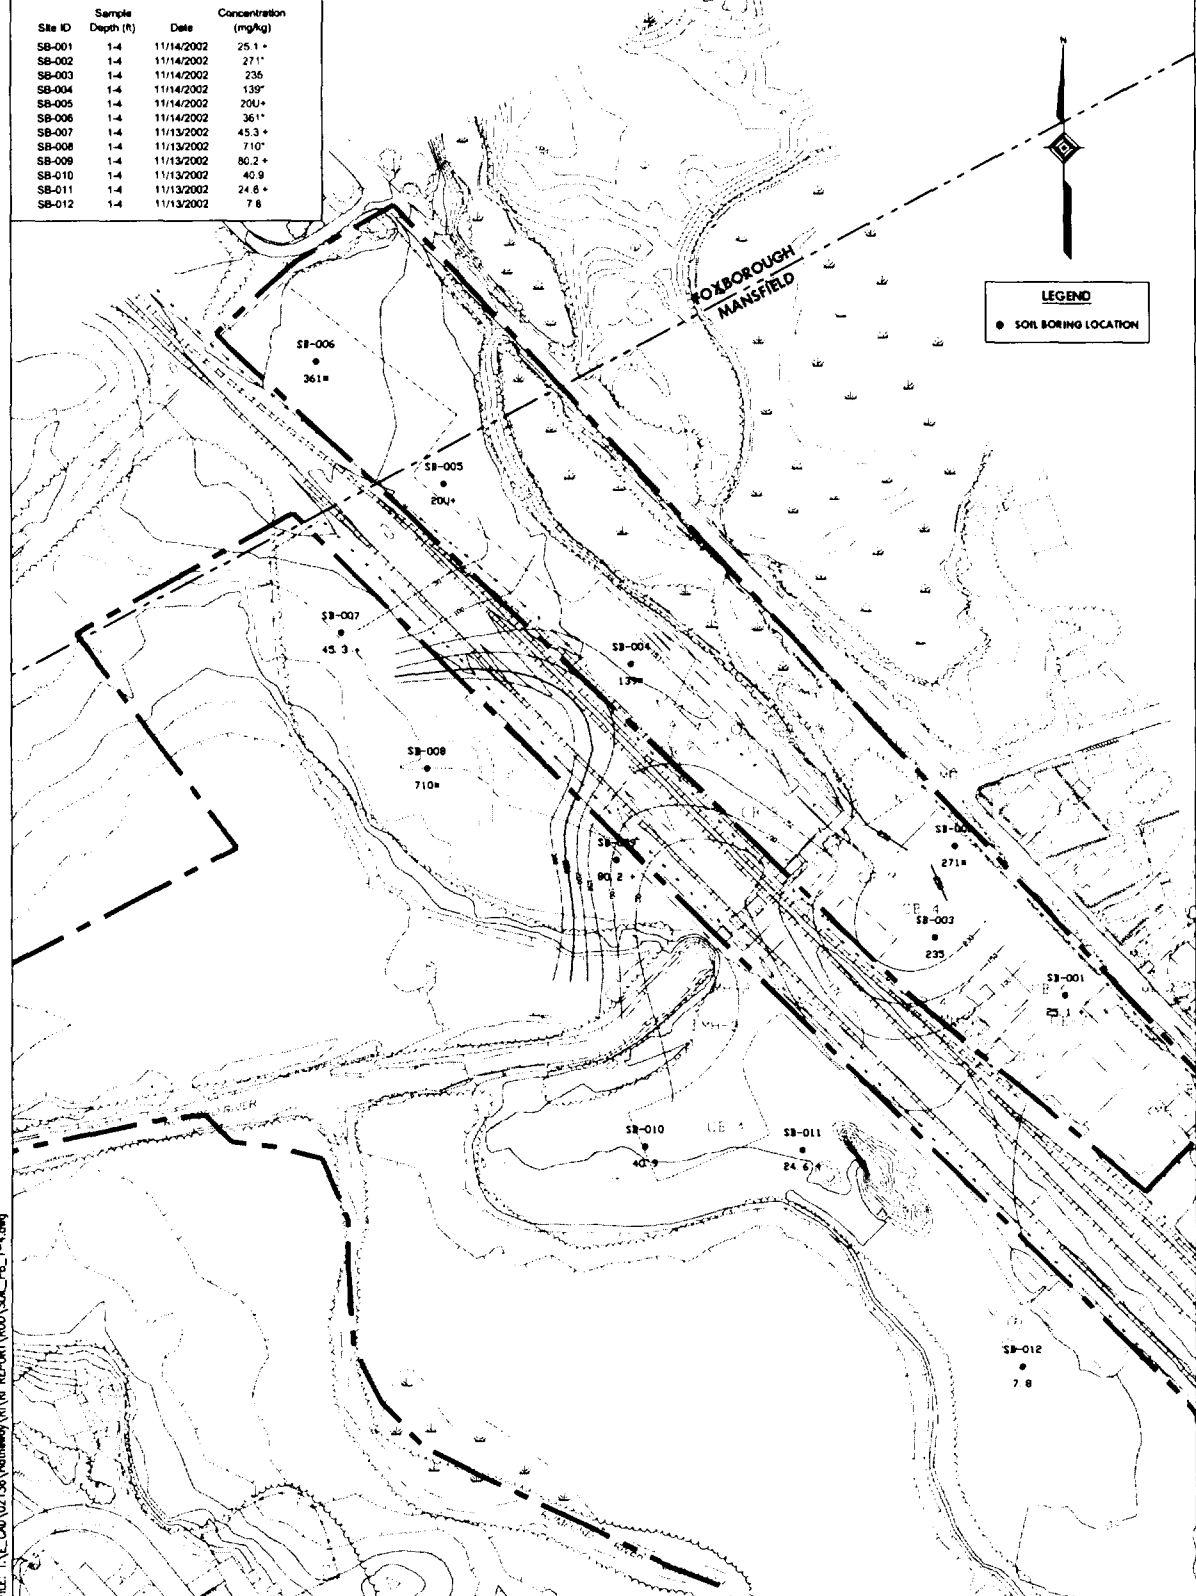 Site ID Sample Depth (ft) Date Concentration (mg/kg)
SB-001 1-4 11/14/2002 25.1 +
SB-002 1-4 11/14/2002 271*
SB-003 1-4 11/14/2002 235
SB-004 1-4 11/14/2002 139*
SB-005 1-4 11/14/2002 20U+
SB-006 1-4 11/14/2002 361*
SB-007 1-4 11/13/2002 45.3 +
SB-008 1-4 11/13/2002 710*
SB-009 1-4 11/13/2002 80.2 +
SB-010 1-4 11/13/2002 40.9
SB-011 1-4 11/13/2002 24.6 +
SB-012 1-4 11/13/2002 7.8
N
FOXBOROUGH
MANSFIELD
LEGEND
SOIL BORING LOCATION
SB-006
361*
SB-005
20U+
SB-007
45.3 +
SB-004
139*
SB-008
710*
80.2 +
271*
SB-003
235
SB-001
25.1 +
SB-010
40.9
SB-011
24.6 +
SB-012
7.8